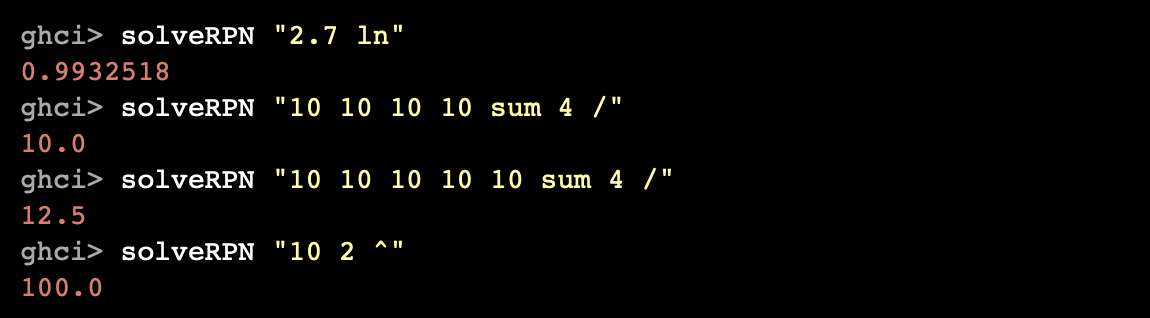 ghci> solveRPN "2.7 ln"
0.9932518
ghci> solveRPN "10 10 10 10 sum 4 /"
10.0
ghci> solveRPN "10 10 10 10 10 sum 4 /"
12.5
ghci> solveRPN "10 2 ^"
100.0